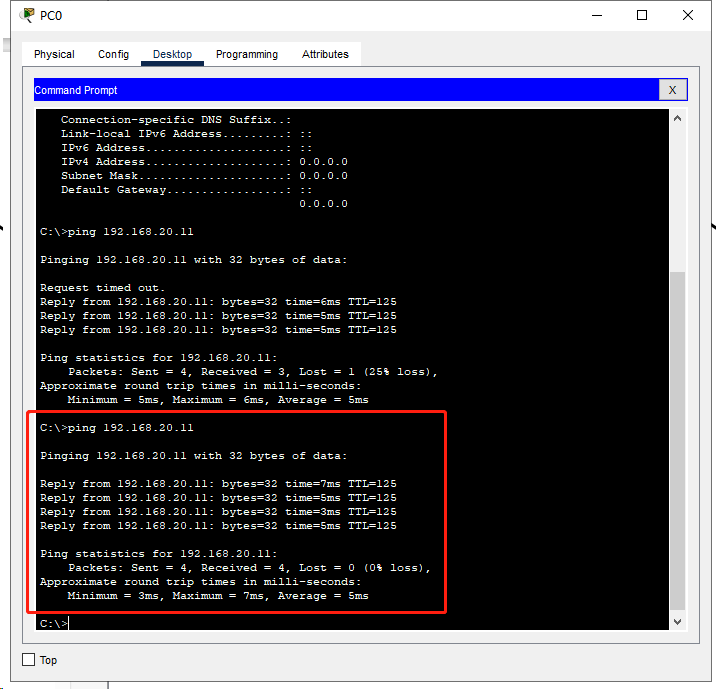 PC0
Physical Config Desktop Programming Attributes
Command Prompt X
Connection-specific DNS Suffix..:
Link-local IPv6 Address.........: ::
IPv6 Address....................: ::
IPv4 Address....................: 0.0.0.0
Subnet Mask.....................: 0.0.0.0
Default Gateway.................: ::
0.0.0.0
C:\>ping 192.168.20.11
Pinging 192.168.20.11 with 32 bytes of data:
Request timed out.
Reply from 192.168.20.11: bytes=32 time=6ms TTL=125
Reply from 192.168.20.11: bytes=32 time=5ms TTL=125
Reply from 192.168.20.11: bytes=32 time=5ms TTL=125
Ping statistics for 192.168.20.11:
Packets: Sent = 4, Received = 3, Lost = 1 (25% loss),
Approximate round trip times in milli-seconds:
Minimum = 5ms, Maximum = 6ms, Average = 5ms
C:\>ping 192.168.20.11
Pinging 192.168.20.11 with 32 bytes of data:
Reply from 192.168.20.11: bytes=32 time=7ms TTL=125
Reply from 192.168.20.11: bytes=32 time=5ms TTL=125
Reply from 192.168.20.11: bytes=32 time=3ms TTL=125
Reply from 192.168.20.11: bytes=32 time=5ms TTL=125
Ping statistics for 192.168.20.11:
Packets: Sent = 4, Received = 4, Lost = 0 (0% loss),
Approximate round trip times in milli-seconds:
Minimum = 3ms, Maximum = 7ms, Average = 5ms
C:\>
Top